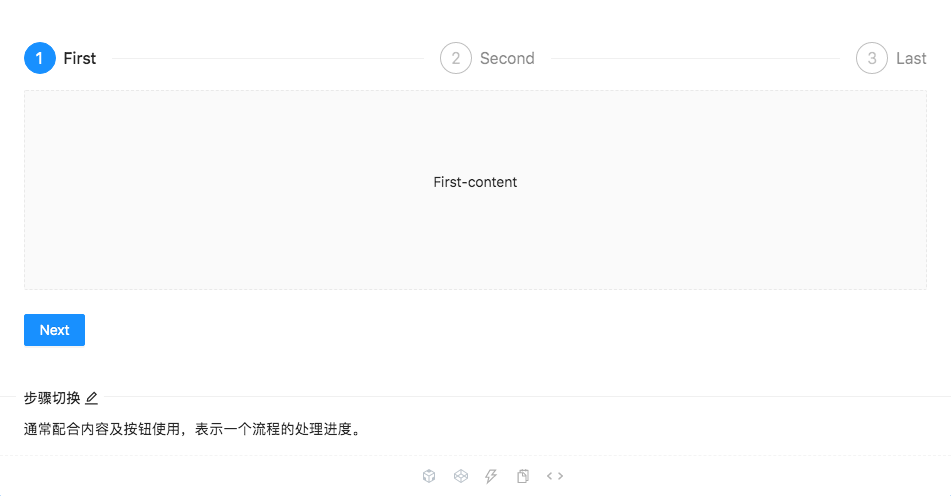 1 First 2 Second 3 Last
First-content
Next
步骤切换
通常配合内容及按钮使用，表示一个流程的处理进度。